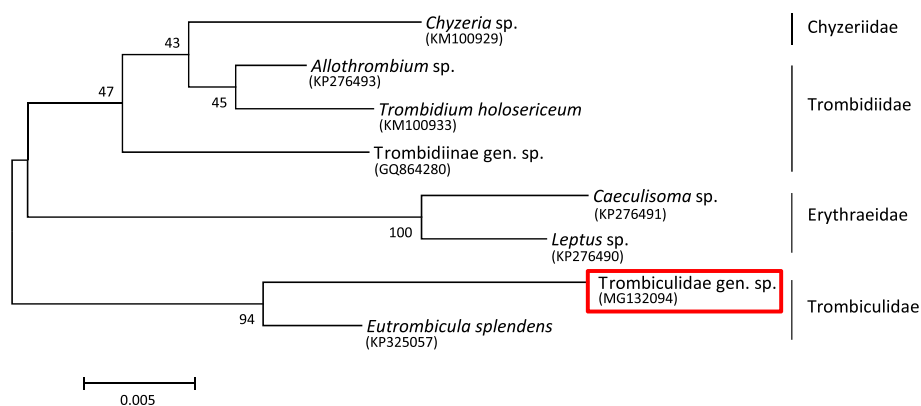 Chyzeria sp.
(KM100929)
Chyzeriidae
43
Allothrombium sp.
(KP276493)
47
45
Trombidium holosericeum
(KM100933)
Trombidiidae
Trombidiinae gen. sp.
(GQ864280)
Caeculisoma sp.
(KP276491)
Erythraeidae
100
Leptus sp.
(KP276490)
Trombiculidae gen. sp.
(MG132094)
Trombiculidae
94
Eutrombicula splendens
(KP325057)
0.005